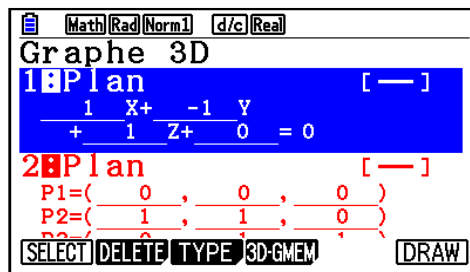 Math Rad Norm1 d/c Real
Graphe 3D
1:Plan [—]
1 X+ -1 Y
+ 1 Z+ 0 = 0
2:Plan [—]
P1=( 0 , 0 , 0 )
P2=( 1 , 1 , 0 )
SELECT DELETE TYPE 3D·GMEM DRAW